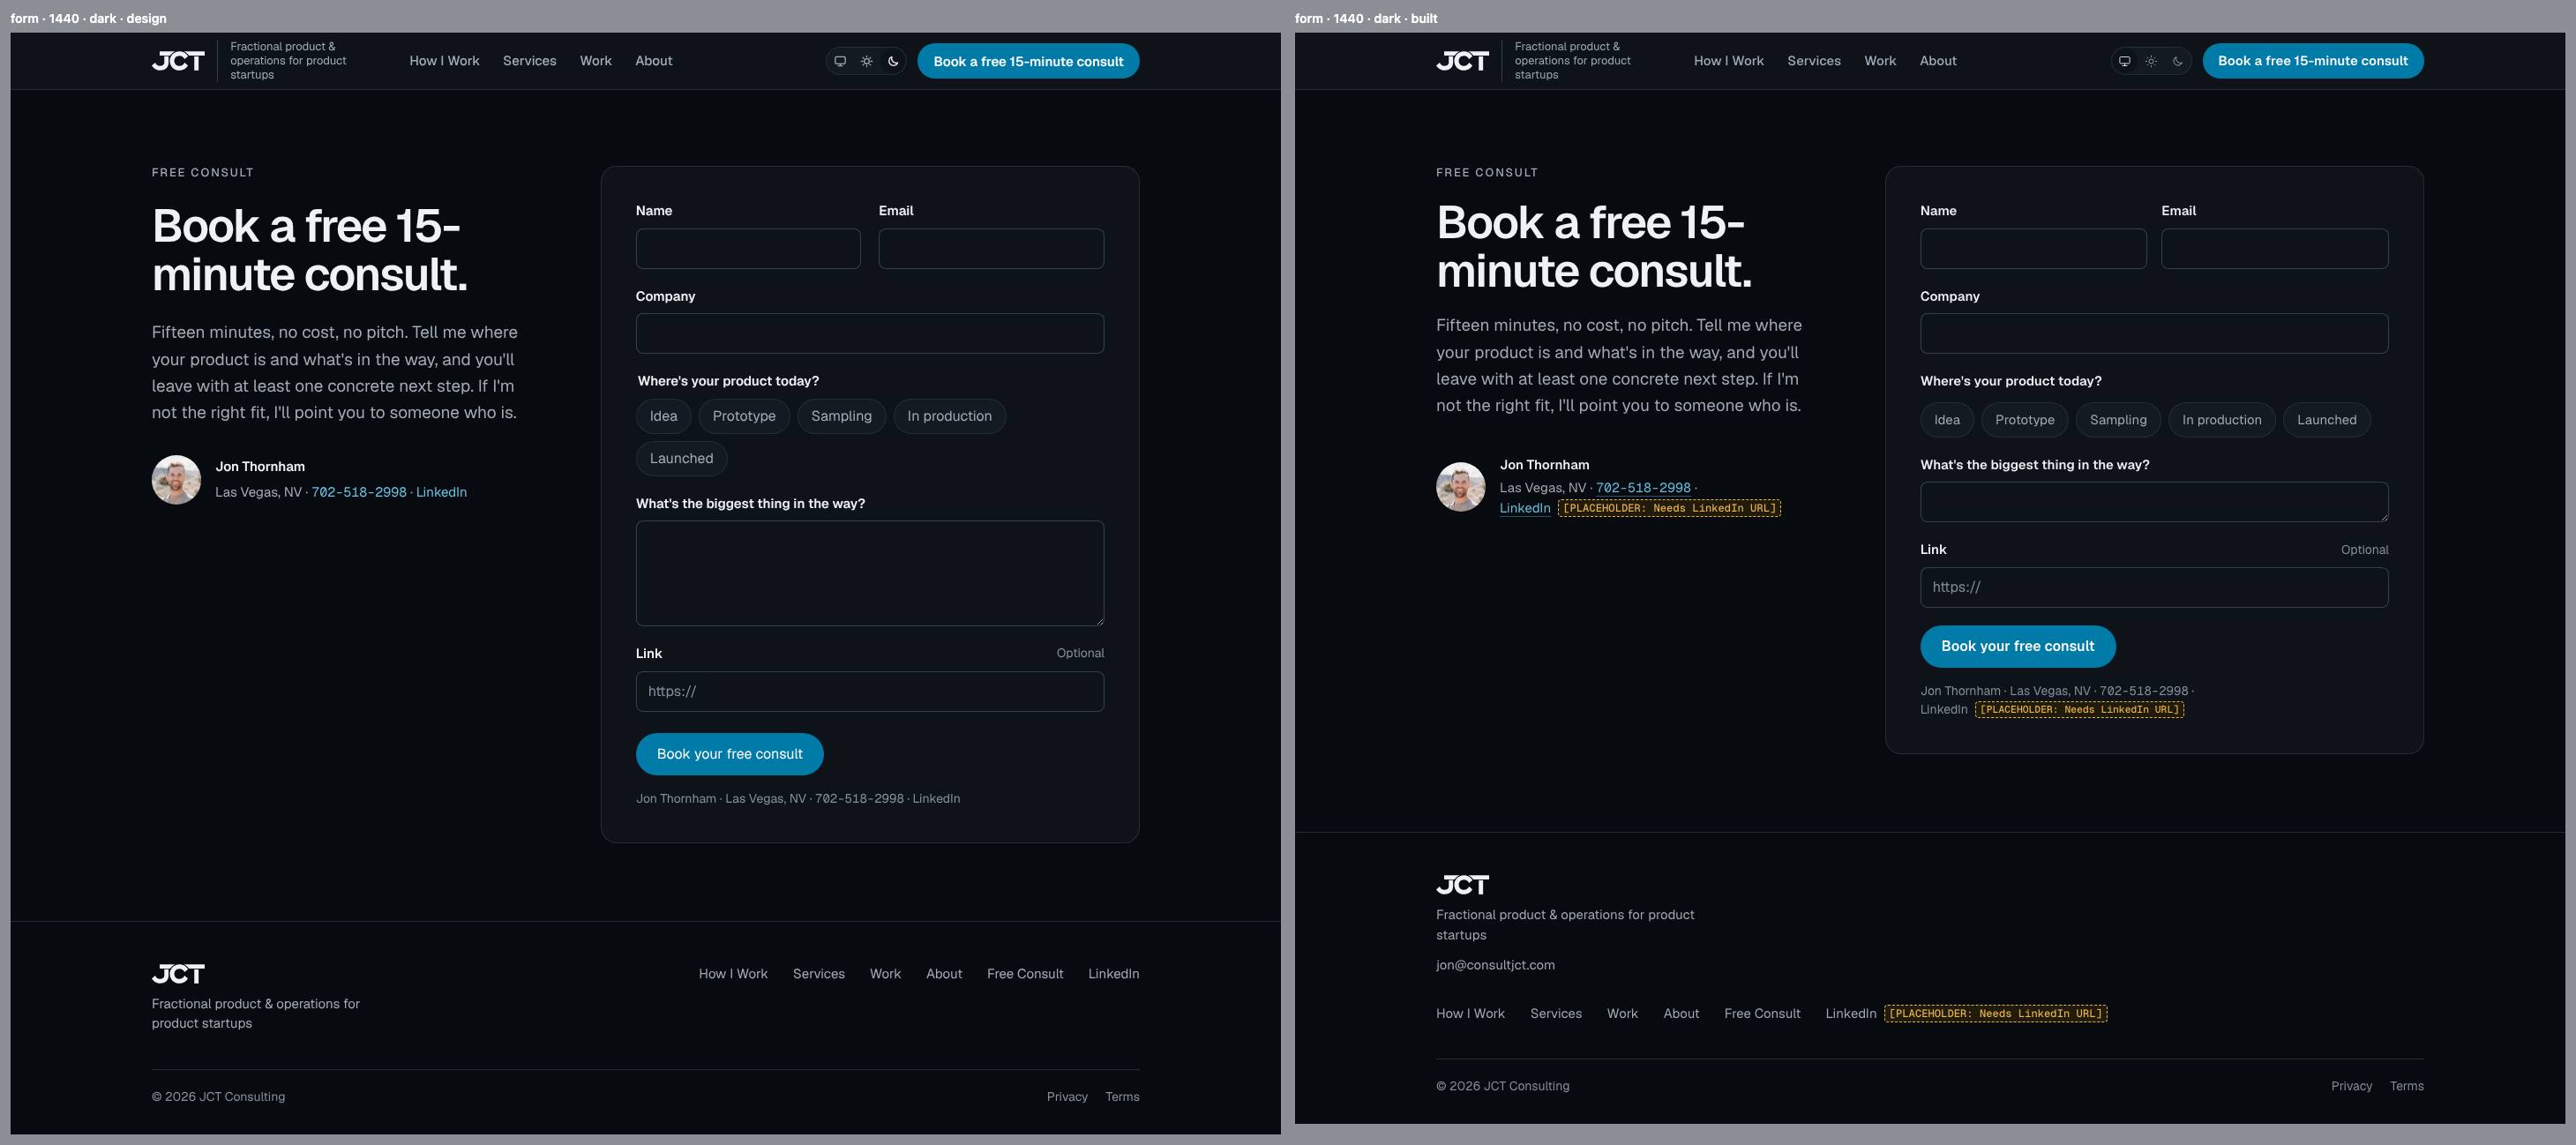 form · 1440 · dark · design
JCT
Fractional product &
operations for product
startups
How I Work
Services
Work
About
Book a free 15-minute consult
FREE CONSULT
Book a free 15-
minute consult.
Fifteen minutes, no cost, no pitch. Tell me where
your product is and what's in the way, and you'll
leave with at least one concrete next step. If I'm
not the right fit, I'll point you to someone who is.
Jon Thornham
Las Vegas, NV · 702-518-2998 · LinkedIn
Name
Email
Company
Where's your product today?
Idea
Prototype
Sampling
In production
Launched
What's the biggest thing in the way?
Link
Optional
https://
Book your free consult
Jon Thornham · Las Vegas, NV · 702-518-2998 · LinkedIn
JCT
Fractional product & operations for
product startups
How I Work
Services
Work
About
Free Consult
LinkedIn
© 2026 JCT Consulting
Privacy
Terms
form · 1440 · dark · built
JCT
Fractional product &
operations for product
startups
How I Work
Services
Work
About
Book a free 15-minute consult
FREE CONSULT
Book a free 15-
minute consult.
Fifteen minutes, no cost, no pitch. Tell me where
your product is and what's in the way, and you'll
leave with at least one concrete next step. If I'm
not the right fit, I'll point you to someone who is.
Jon Thornham
Las Vegas, NV · 702-518-2998 ·
LinkedIn [PLACEHOLDER: Needs LinkedIn URL]
Name
Email
Company
Where's your product today?
Idea
Prototype
Sampling
In production
Launched
What's the biggest thing in the way?
Link
Optional
https://
Book your free consult
Jon Thornham · Las Vegas, NV · 702-518-2998 ·
LinkedIn [PLACEHOLDER: Needs LinkedIn URL]
JCT
Fractional product & operations for product
startups
jon@consultjct.com
How I Work
Services
Work
About
Free Consult
LinkedIn [PLACEHOLDER: Needs LinkedIn URL]
© 2026 JCT Consulting
Privacy
Terms